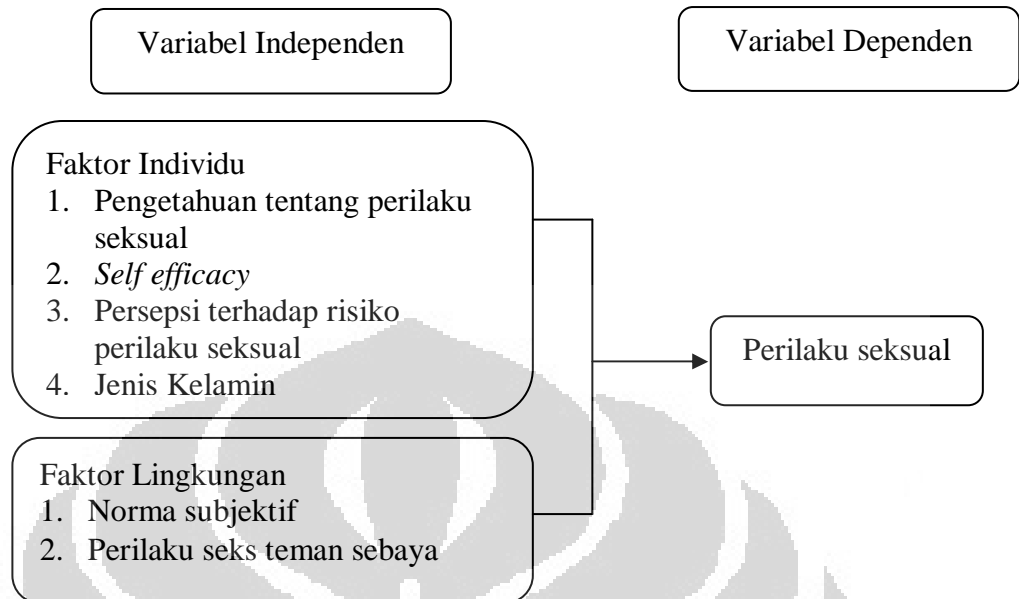 Variabel Independen
Variabel Dependen
Faktor Individu
1. Pengetahuan tentang perilaku
seksual
2. Self efficacy
3. Persepsi terhadap risiko
perilaku seksual
4. Jenis Kelamin
Perilaku seksual
Faktor Lingkungan
1. Norma subjektif
2. Perilaku seks teman sebaya